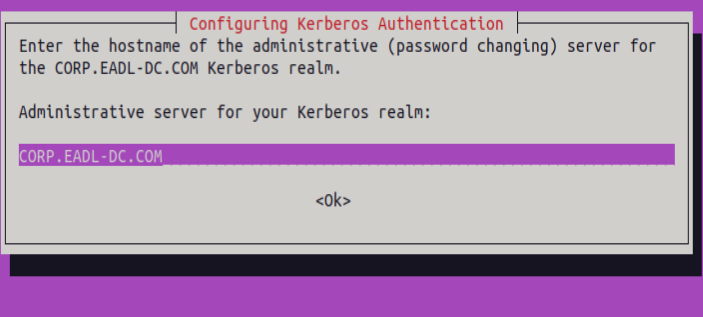 Configuring Kerberos Authentication
Enter the hostname of the administrative (password changing) server for
the CORP.EADL-DC.COM Kerberos realm.
Administrative server for your Kerberos realm:
CORP.EADL-DC.COM
<Ok>